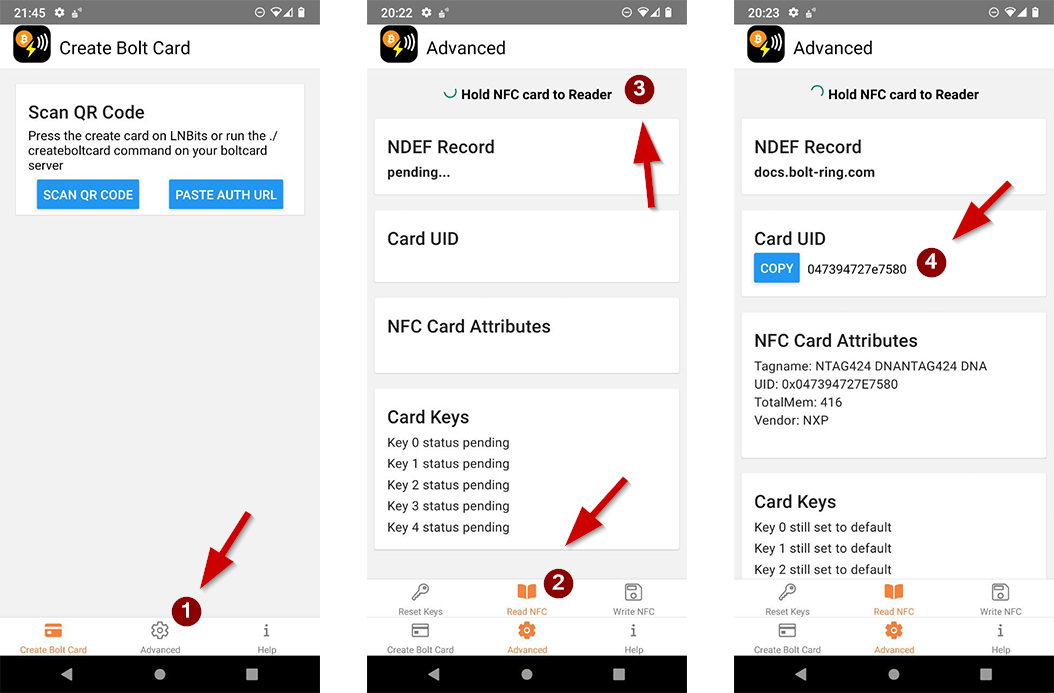 21:45
Create Bolt Card
Scan QR Code
Press the create card on LNBits or run the ./
createboltcard command on your boltcard
server
SCAN QR CODE
PASTE AUTH URL
1
Create Bolt Card
Advanced
Help
20:22
Advanced
Hold NFC card to Reader
3
NDEF Record
pending...
Card UID
NFC Card Attributes
Card Keys
Key 0 status pending
Key 1 status pending
Key 2 status pending
Key 3 status pending
Key 4 status pending
2
Reset Keys
Read NFC
Write NFC
Create Bolt Card
Advanced
Help
20:23
Advanced
Hold NFC card to Reader
NDEF Record
docs.bolt-ring.com
Card UID
COPY
047394727e7580
4
NFC Card Attributes
Tagname: NTAG424 DNANTAG424 DNA
UID: 0x047394727E7580
TotalMem: 416
Vendor: NXP
Card Keys
Key 0 still set to default
Key 1 still set to default
Key 2 still set to default
Reset Keys
Read NFC
Write NFC
Create Bolt Card
Advanced
Help